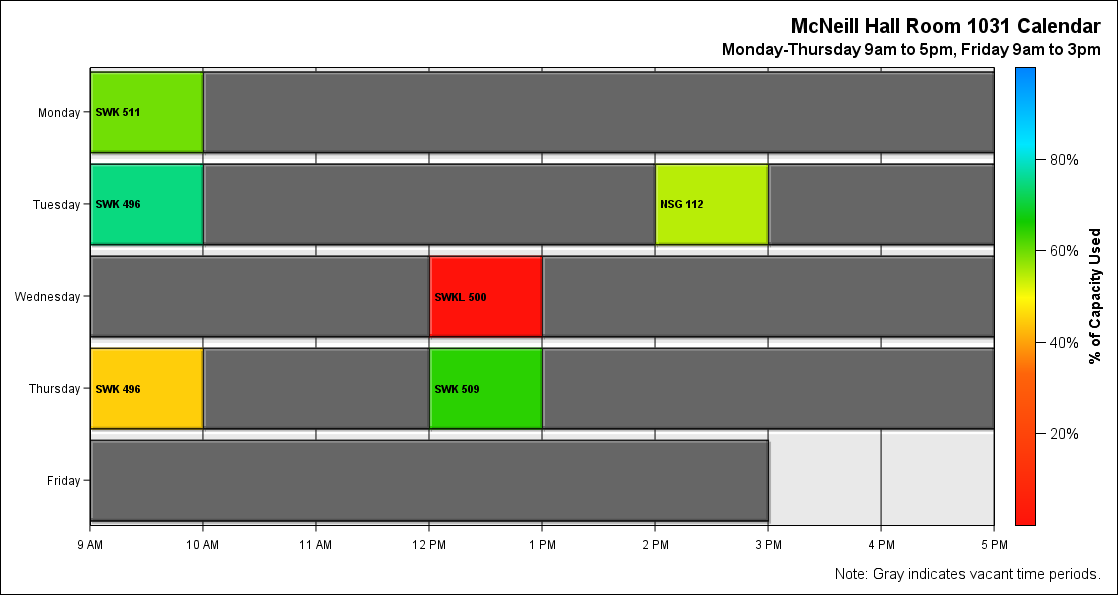 McNeill Hall Room 1031 Calendar
Monday-Thursday 9am to 5pm, Friday 9am to 3pm
Monday
SWK 511
Tuesday
SWK 496
NSG 112
Wednesday
SWKL 500
Thursday
SWK 496
SWK 509
Friday
9 AM
10 AM
11 AM
12 PM
1 PM
2 PM
3 PM
4 PM
5 PM
80%
60%
40%
20%
% of Capacity Used
Note: Gray indicates vacant time periods.